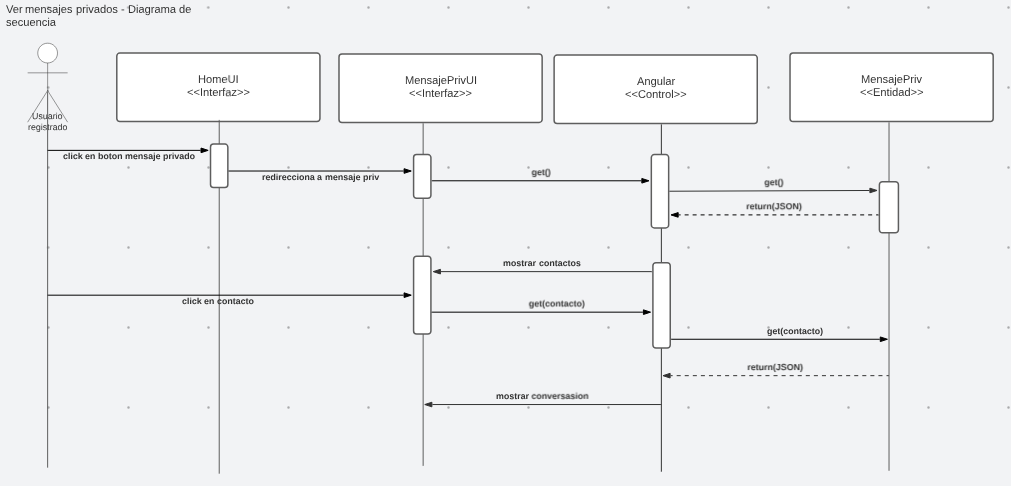 Ver mensajes privados - Diagrama de
secuencia
HomeUI
<<Interfaz>>
MensajePrivUI
<<Interfaz>>
Angular
<<Control>>
MensajePriv
<<Entidad>>
Usuario
registrado
click en boton mensaje privado
redirecciona a mensaje priv
get()
get()
return(JSON)
mostrar contactos
click en contacto
get(contacto)
get(contacto)
return(JSON)
mostrar conversasion